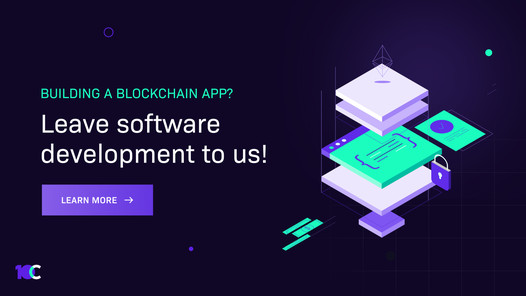 BUILDING A BLOCKCHAIN APP?
Leave software
development to us!
LEARN MORE →
10C